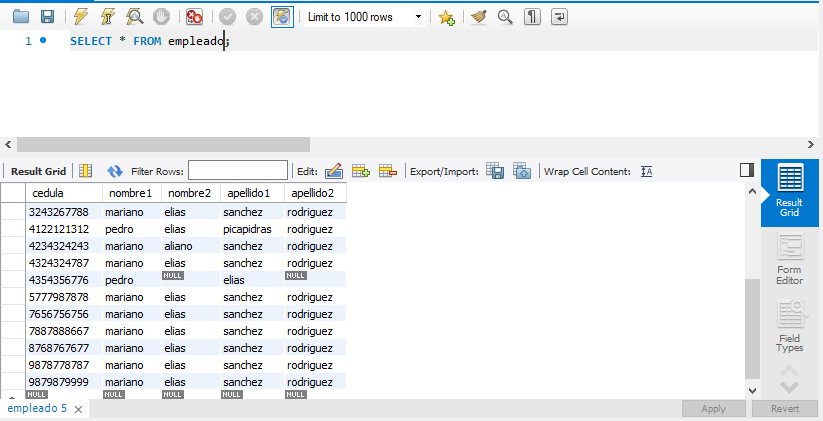 Limit to 1000 rows
1 SELECT * FROM empleado;
Result Grid Filter Rows: Edit: Export/Import: Wrap Cell Content: IA
cedula nombre1 nombre2 apellido1 apellido2
3243267788 mariano elias sanchez rodriguez
4122121312 pedro elias picapidras rodriguez
4234324243 mariano aliano sanchez rodriguez
4324324787 mariano elias sanchez rodriguez
4354356776 pedro NULL elias NULL
5777987878 mariano elias sanchez rodriguez
7656756756 mariano elias sanchez rodriguez
7887888667 mariano elias sanchez rodriguez
8768767677 mariano elias sanchez rodriguez
9878778787 mariano elias sanchez rodriguez
9879879999 mariano elias sanchez rodriguez
NULL NULL NULL NULL NULL
Result
Grid
Form
Editor
Field
Types
empleado 5 Apply Revert